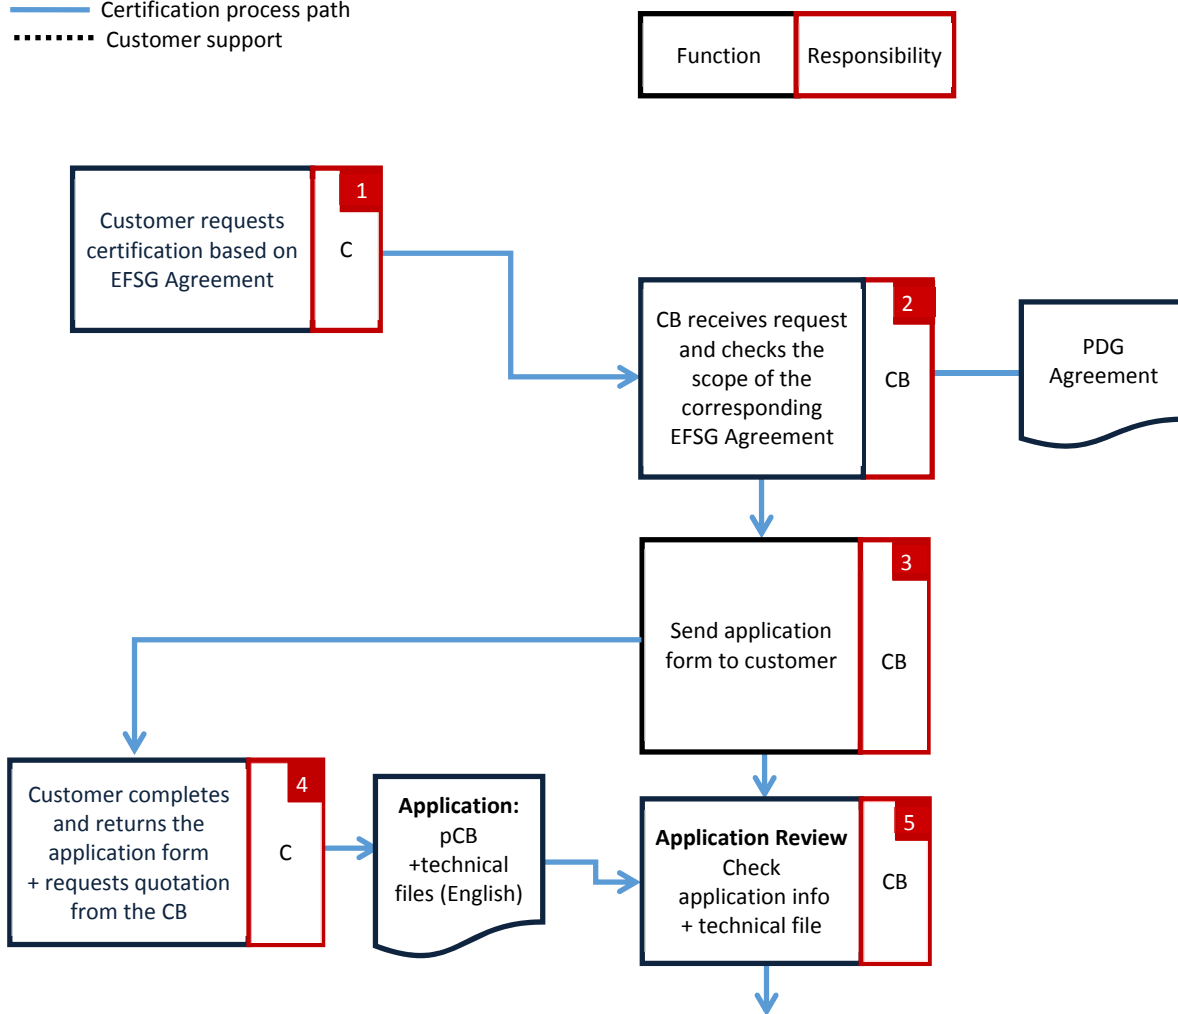 Certification process path
Customer support
Function
Responsibility
1
Customer requests
certification based on
EFSG Agreement
C
2
CB receives request
and checks the
scope of the
corresponding
EFSG Agreement
CB
PDG
Agreement
3
Send application
form to customer
CB
4
Customer completes
and returns the
application form
+ requests quotation
from the CB
C
Application:
pCB
+technical
files (English)
5
Application Review
Check
application info
+ technical file
CB